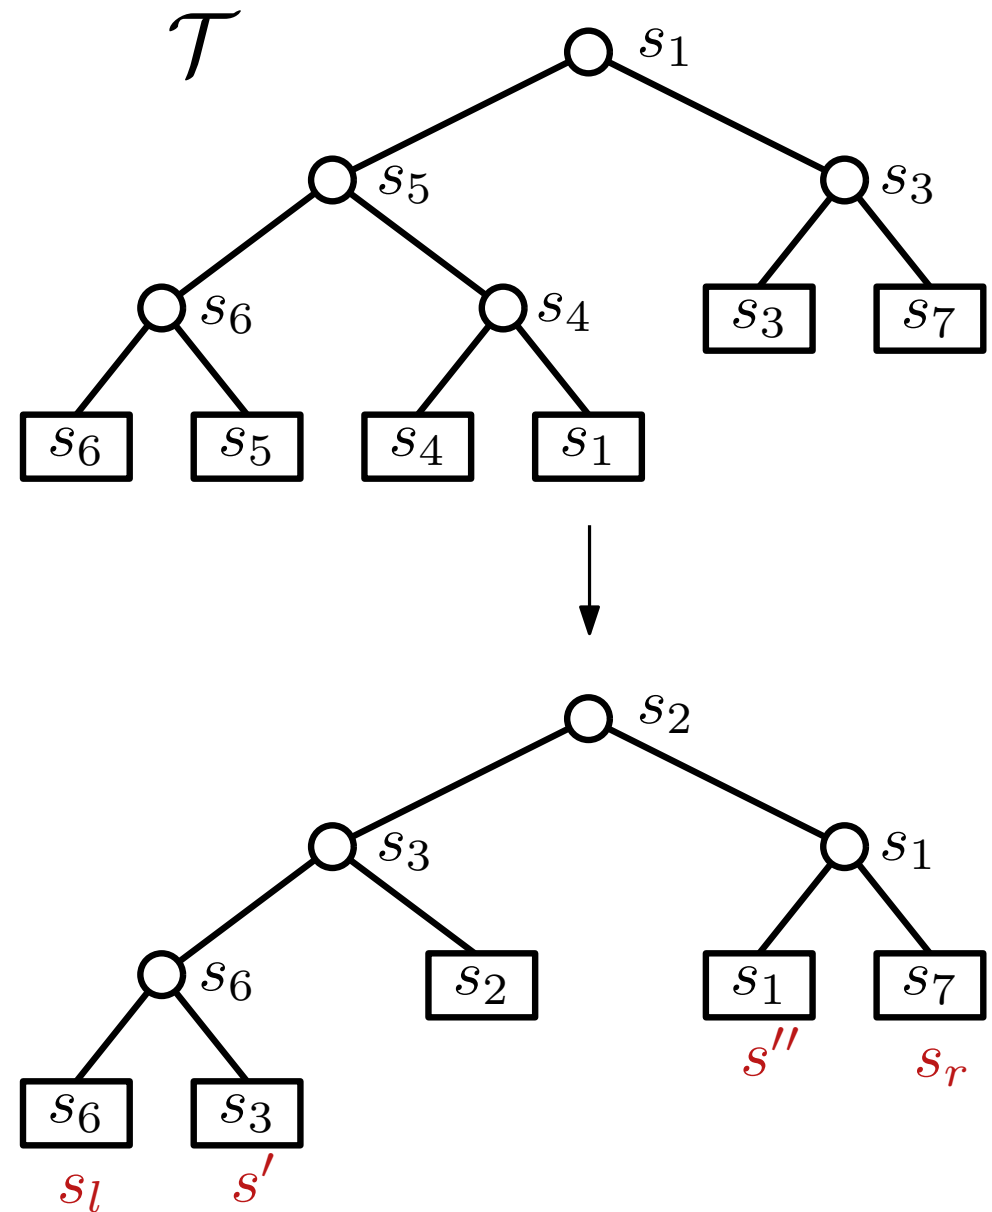 𝒯
s₁
s₅ s₃
s₆ s₄ s₃ s₇
s₆ s₅ s₄ s₁
s₂
s₃ s₁
s₆ s₂ s₁ s₇
s″ sᵣ
s₆ s₃
sₗ s′